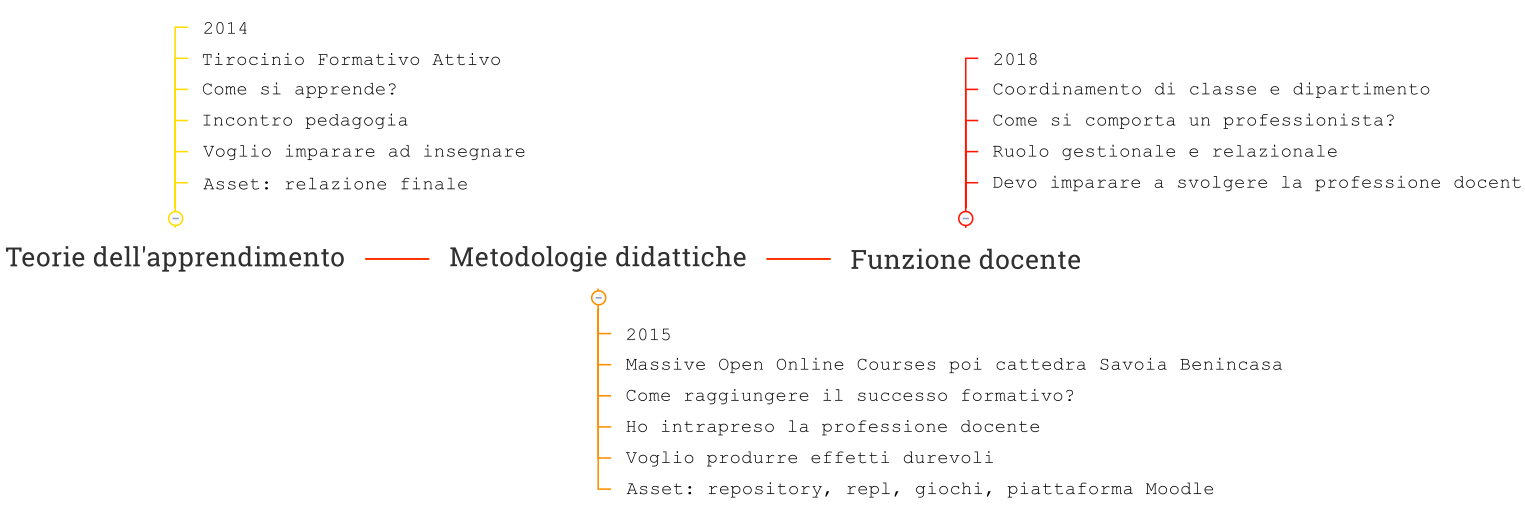 2014
Tirocinio Formativo Attivo
Come si apprende?
Incontro pedagogia
Voglio imparare ad insegnare
Asset: relazione finale
2018
Coordinamento di classe e dipartimento
Come si comporta un professionista?
Ruolo gestionale e relazionale
Devo imparare a svolgere la professione docent
Teorie dell'apprendimento
Metodologie didattiche
Funzione docente
2015
Massive Open Online Courses poi cattedra Savoia Benincasa
Come raggiungere il successo formativo?
Ho intrapreso la professione docente
Voglio produrre effetti durevoli
Asset: repository, repl, giochi, piattaforma Moodle